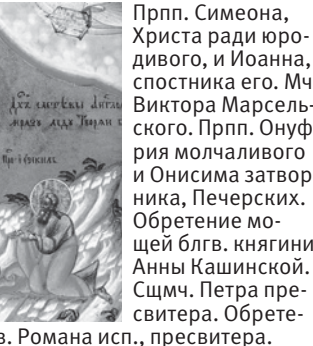 Прпп. Симеона,
Христа ради юро-
дивого, и Иоанна,
спостника его. Мч
Виктора Марсель-
ского. Прпп. Онуф
рия молчаливого
и Онисима затвор
ника, Печерских.
Обретение мо-
щей блгв. княгини
Анны Кашинской.
Сщмч. Петра пре-
свитера. Обрете-
в. Романа исп., пресвитера.